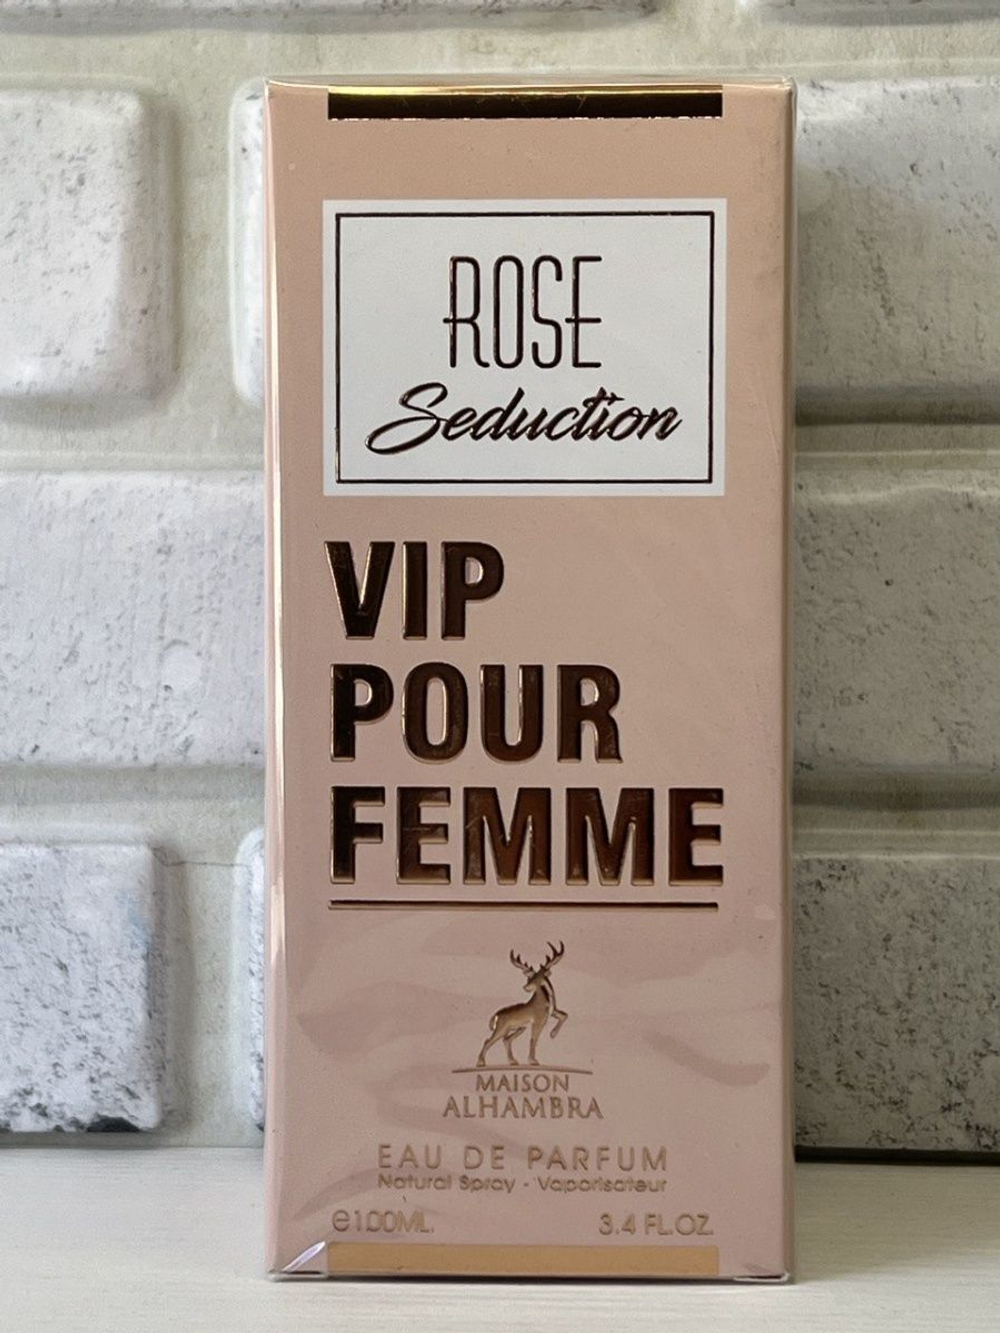 ROSE
Seduction
VIP
POUR
FEMME
MAISON
ALHAMBRA
EAU DE PARFUM
Natural Spray - Vaporisateur
e100ML. 3.4 FL.OZ.